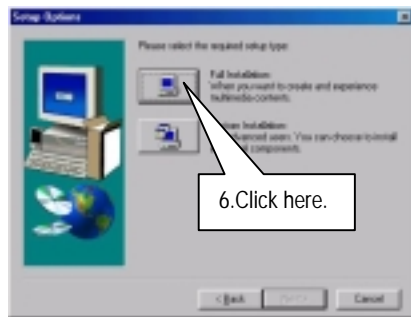 Setup Options
Please select the required setup type:
Full Installation:
When you want to create and experience
multimedia contents.
Installation:
advanced users. You can choose to install
components.
6.Click here.
< Back
Cancel